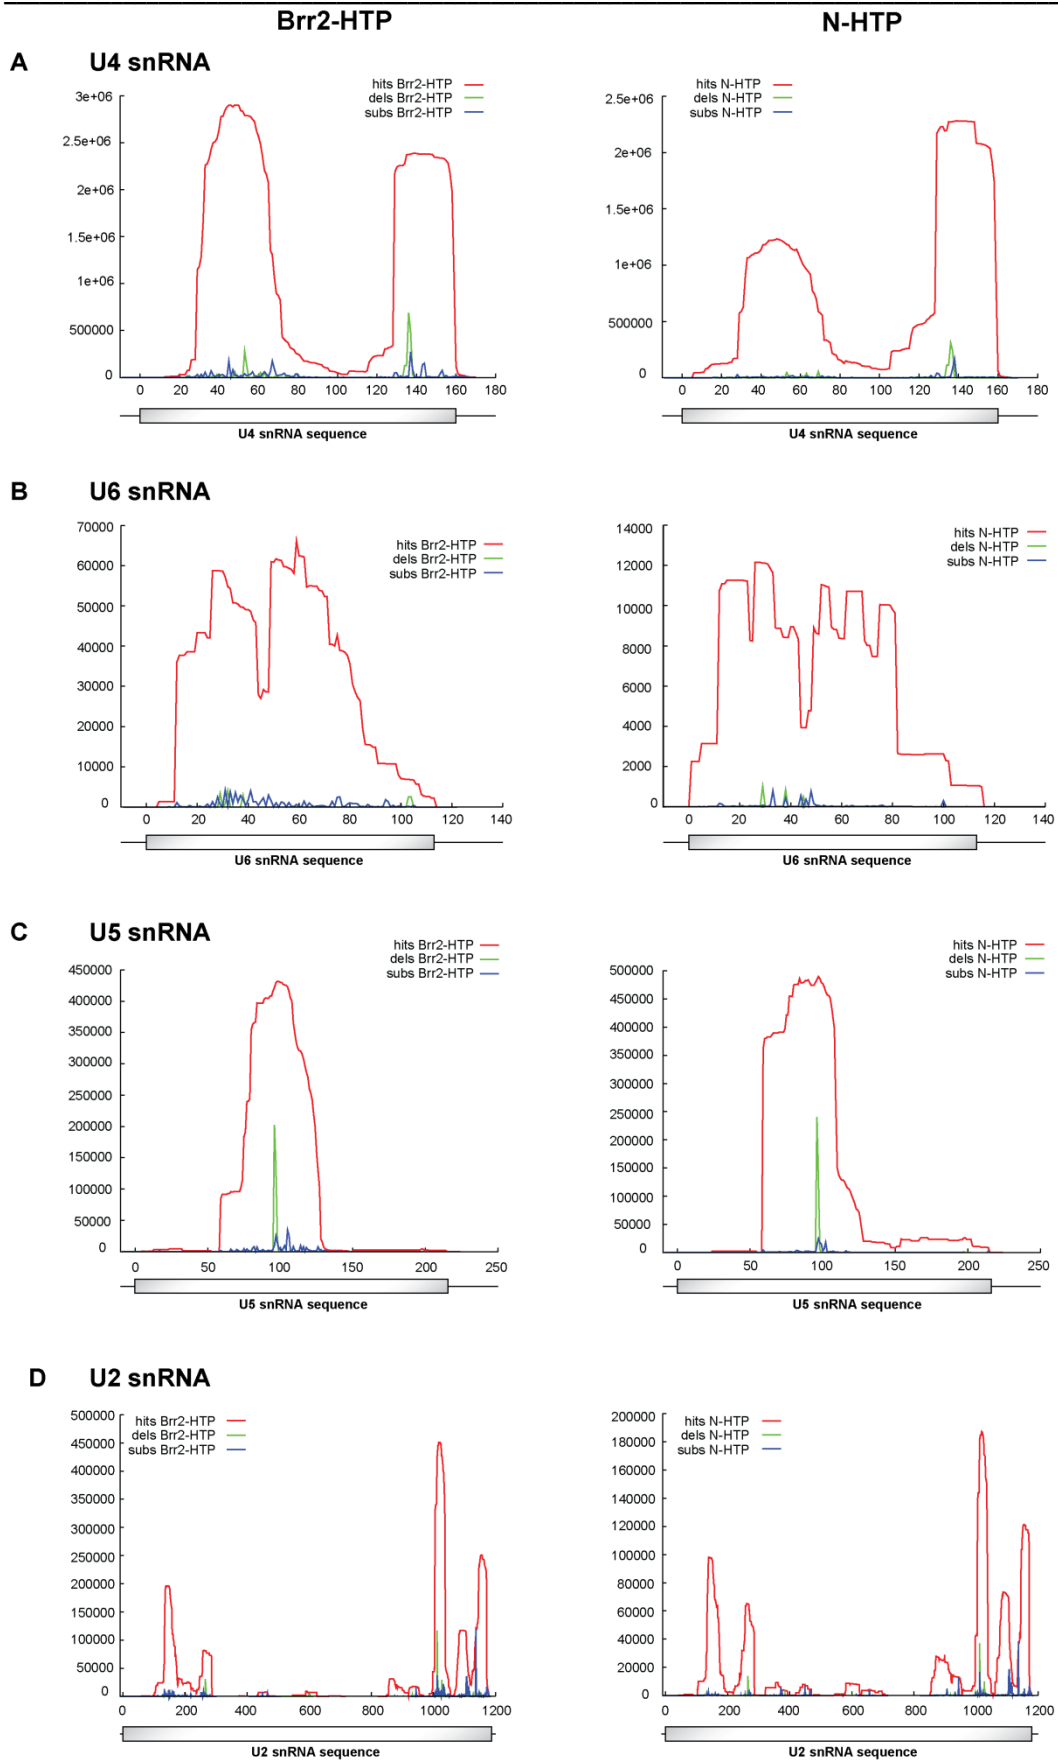 Brr2-HTP N-HTP
A U4 snRNA
hits Brr2-HTP
dels Brr2-HTP
subs Brr2-HTP
3e+06
2.5e+06
2e+06
1.5e+06
1e+06
500000
0
0 20 40 60 80 100 120 140 160 180
U4 snRNA sequence
hits N-HTP
dels N-HTP
subs N-HTP
2.5e+06
2e+06
1.5e+06
1e+06
500000
0
0 20 40 60 80 100 120 140 160 180
U4 snRNA sequence
B U6 snRNA
hits Brr2-HTP
dels Brr2-HTP
subs Brr2-HTP
70000
60000
50000
40000
30000
20000
10000
0
0 20 40 60 80 100 120 140
U6 snRNA sequence
hits N-HTP
dels N-HTP
subs N-HTP
14000
12000
10000
8000
6000
4000
2000
0
0 20 40 60 80 100 120 140
U6 snRNA sequence
C U5 snRNA
hits Brr2-HTP
dels Brr2-HTP
subs Brr2-HTP
450000
400000
350000
300000
250000
200000
150000
100000
50000
0
0 50 100 150 200 250
U5 snRNA sequence
hits N-HTP
dels N-HTP
subs N-HTP
500000
450000
400000
350000
300000
250000
200000
150000
100000
50000
0
0 50 100 150 200 250
U5 snRNA sequence
D U2 snRNA
hits Brr2-HTP
dels Brr2-HTP
subs Brr2-HTP
500000
450000
400000
350000
300000
250000
200000
150000
100000
50000
0
0 200 400 600 800 1000 1200
U2 snRNA sequence
hits N-HTP
dels N-HTP
subs N-HTP
200000
180000
160000
140000
120000
100000
80000
60000
40000
20000
0
0 200 400 600 800 1000 1200
U2 snRNA sequence